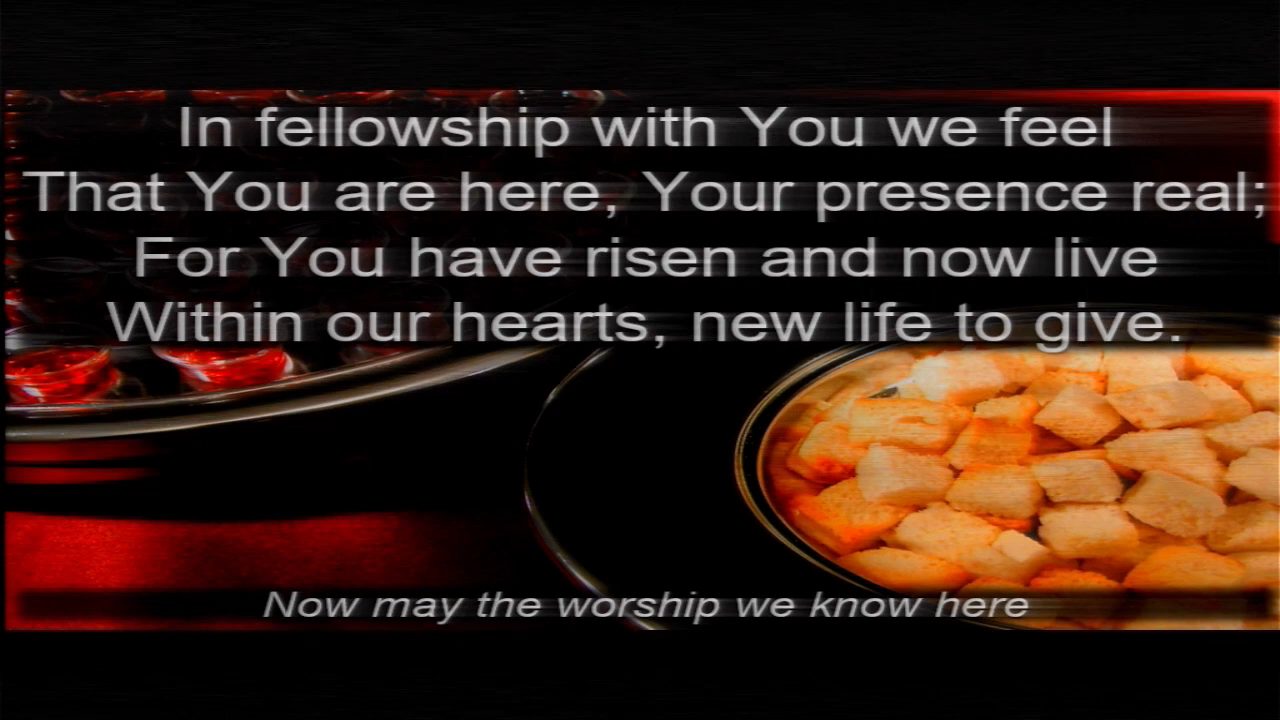 In fellowship with You we feel
That You are here, Your presence real;
For You have risen and now live
Within our hearts, new life to give.
Now may the worship we know here